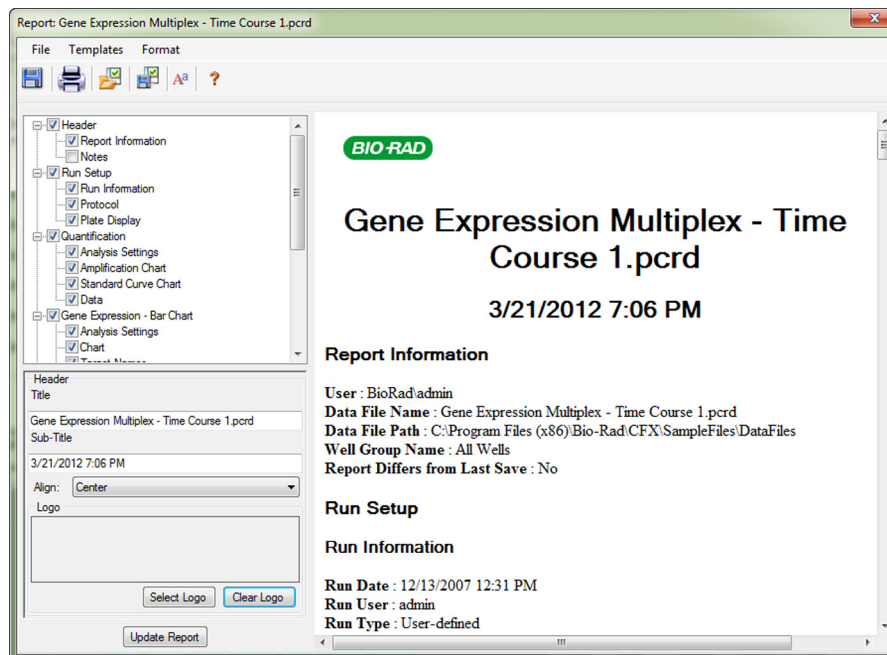 Report: Gene Expression Multiplex - Time Course 1.pcrd
File Templates Format
Header
Report Information
Notes
Run Setup
Run Information
Protocol
Plate Display
Quantification
Analysis Settings
Amplification Chart
Standard Curve Chart
Data
Gene Expression - Bar Chart
Analysis Settings
Chart
Target Names
Header
Title
Gene Expression Multiplex - Time Course 1.pcrd
Sub-Title
3/21/2012 7:06 PM
Align: Center
Logo
Select Logo Clear Logo
Update Report
BIO-RAD
Gene Expression Multiplex - Time
Course 1.pcrd
3/21/2012 7:06 PM
Report Information
User : BioRad\admin
Data File Name : Gene Expression Multiplex - Time Course 1.pcrd
Data File Path : C:\Program Files (x86)\Bio-Rad\CFX\SampleFiles\DataFiles
Well Group Name : All Wells
Report Differs from Last Save : No
Run Setup
Run Information
Run Date : 12/13/2007 12:31 PM
Run User : admin
Run Type : User-defined